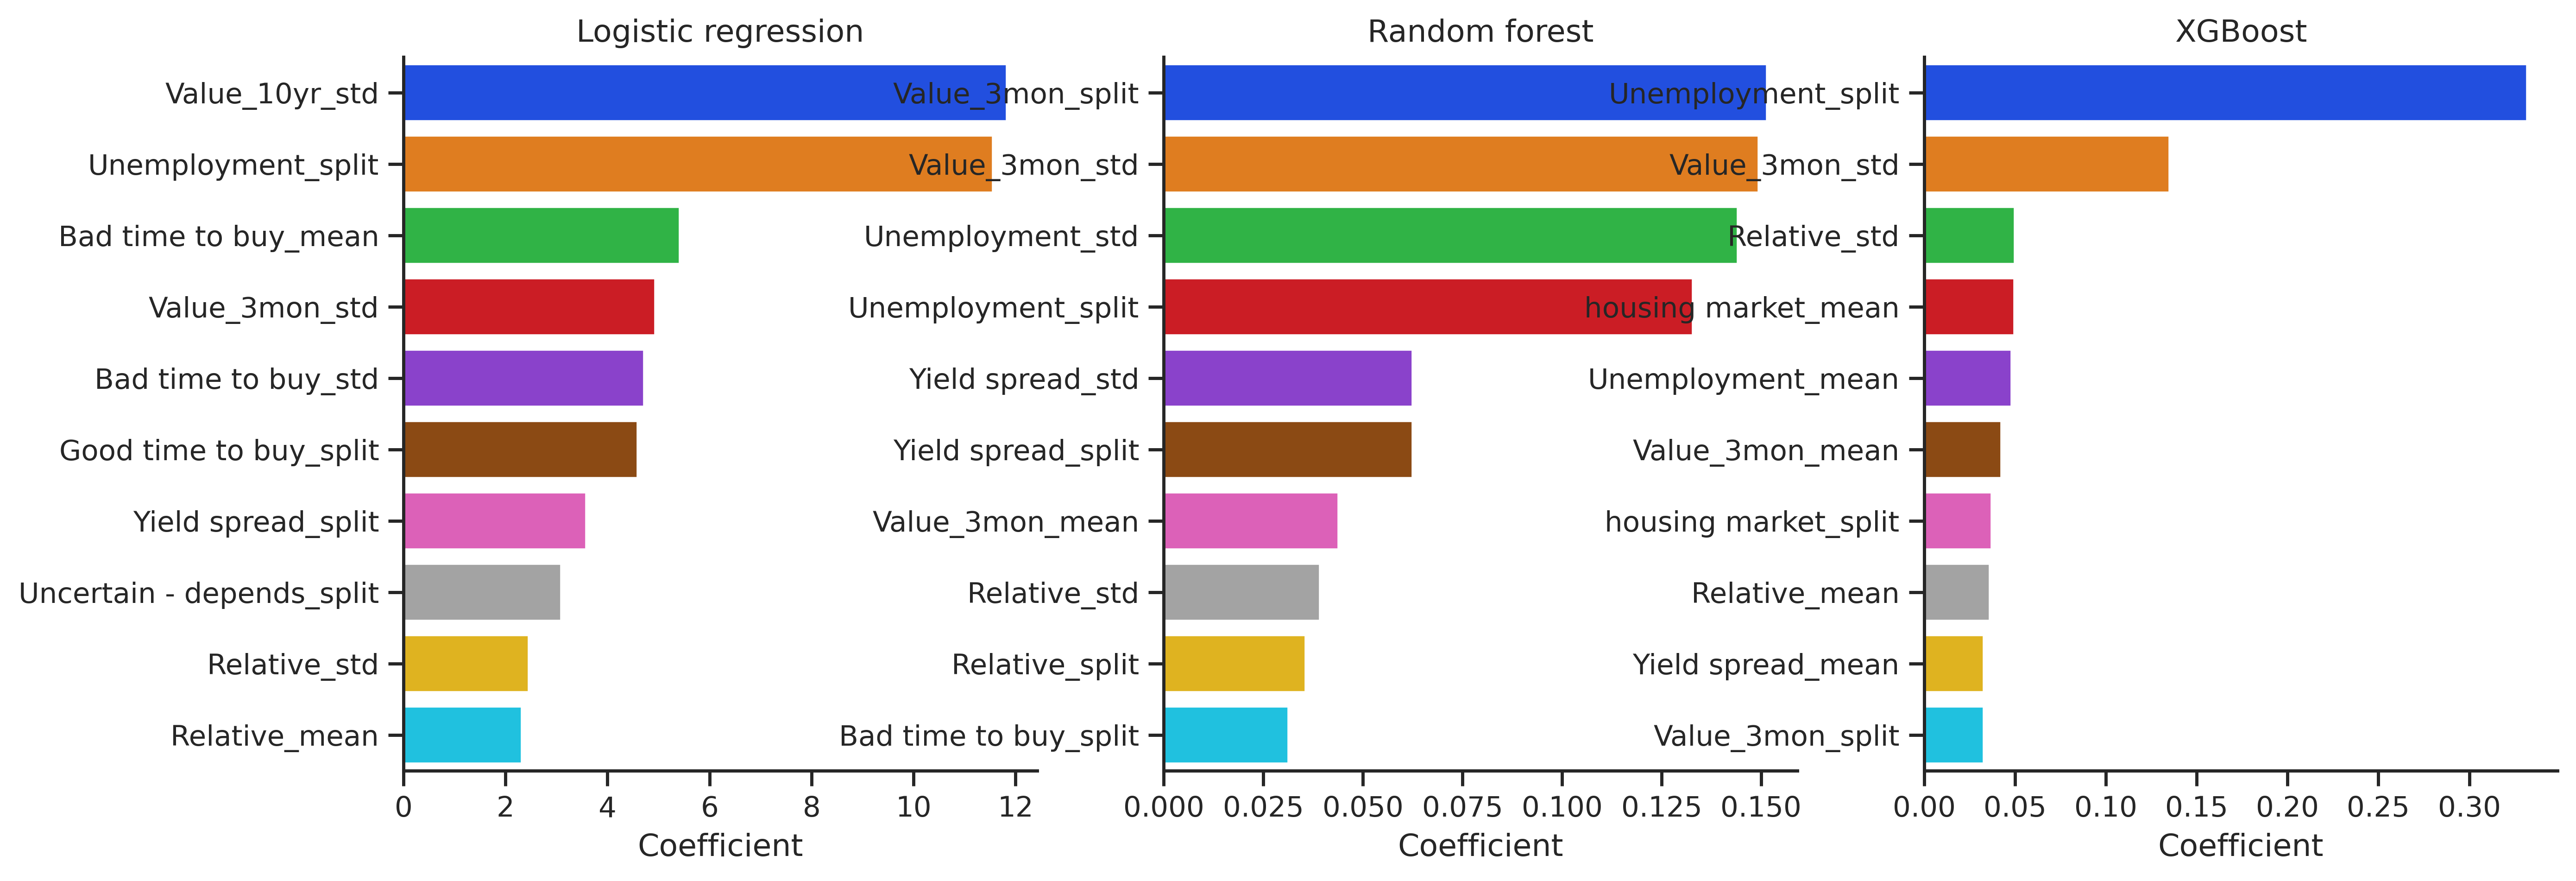 Logistic regression
Value_10yr_std
Unemployment_split
Bad time to buy_mean
Value_3mon_std
Bad time to buy_std
Good time to buy_split
Yield spread_split
Uncertain - depends_split
Relative_std
Relative_mean
0 2 4 6 8 10 12
Coefficient
Random forest
Value_3mon_split
Value_3mon_std
Unemployment_std
Unemployment_split
Yield spread_std
Yield spread_split
Value_3mon_mean
Relative_std
Relative_split
Bad time to buy_split
0.000 0.025 0.050 0.075 0.100 0.125 0.150
Coefficient
XGBoost
Unemployment_split
Value_3mon_std
Relative_std
housing market_mean
Unemployment_mean
Value_3mon_mean
housing market_split
Relative_mean
Yield spread_mean
Value_3mon_split
0.00 0.05 0.10 0.15 0.20 0.25 0.30
Coefficient